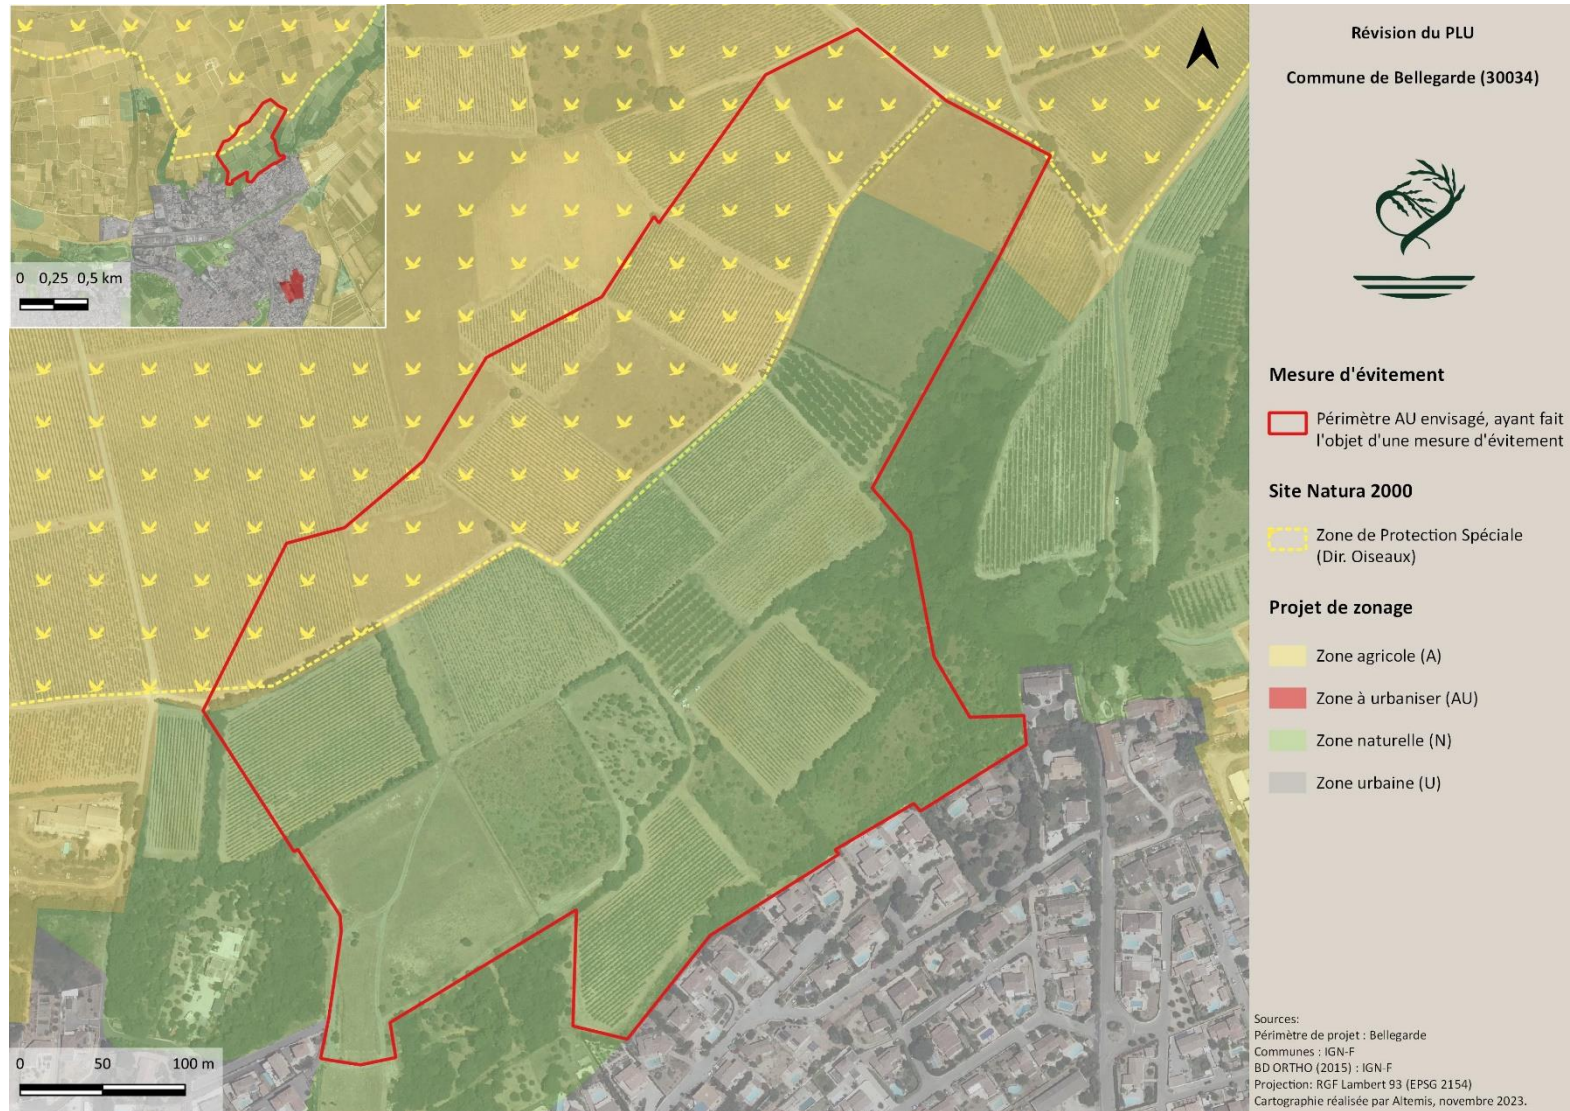 0 0,25 0,5 km
0 50 100 m
Révision du PLU
Commune de Bellegarde (30034)
Mesure d'évitement
Périmètre AU envisagé, ayant fait
l'objet d'une mesure d'évitement
Site Natura 2000
Zone de Protection Spéciale
(Dir. Oiseaux)
Projet de zonage
Zone agricole (A)
Zone à urbaniser (AU)
Zone naturelle (N)
Zone urbaine (U)
Sources:
Périmètre de projet : Bellegarde
Communes : IGN-F
BD ORTHO (2015) : IGN-F
Projection: RGF Lambert 93 (EPSG 2154)
Cartographie réalisée par Altemis, novembre 2023.